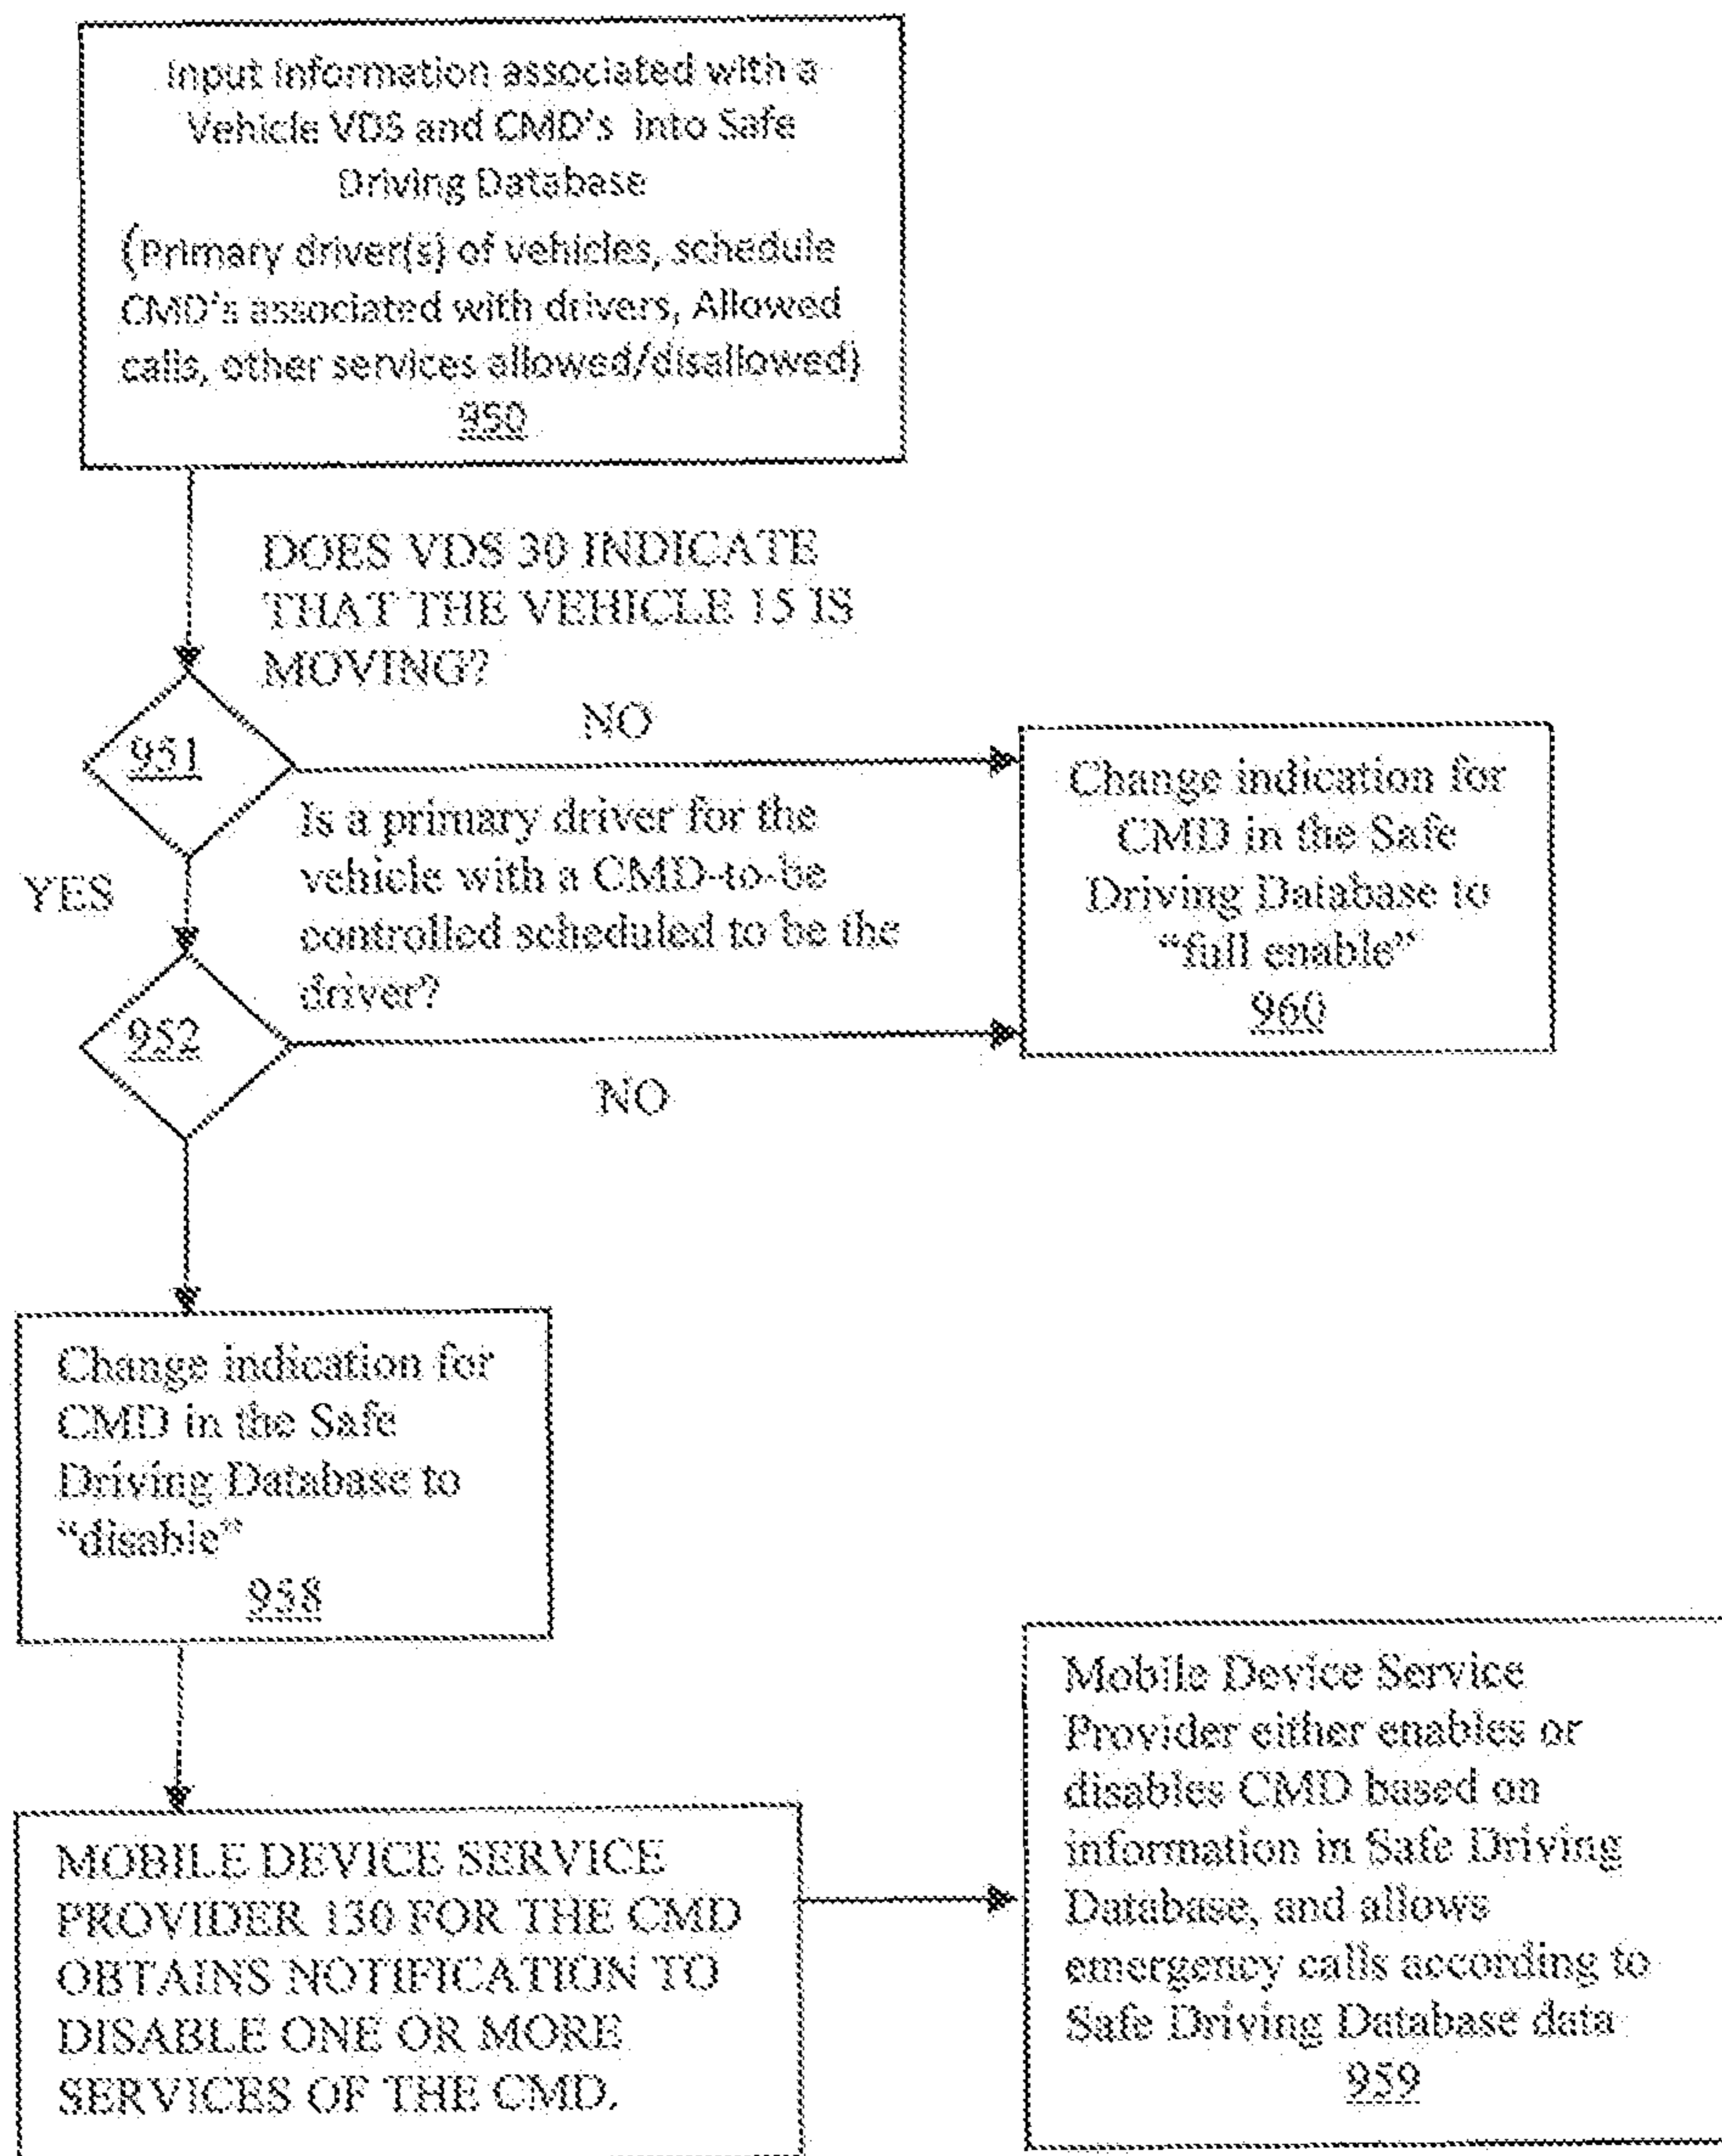 Input Information associated with a
Vehicle VDS and CMD's into Safe
Driving Database
(Primary driver(s) of vehicles, schedule
CMD's associated with drivers, Allowed
calls, other services allowed/disallowed)
950
DOES VDS 30 INDICATE
THAT THE VEHICLE 15 IS
MOVING?
NO
951
YES
Is a primary driver for the
vehicle with a CMD-to-be
controlled scheduled to be the
driver?
Change indication for
CMD in the Safe
Driving Database to
“full enable”
960
952
NO
Change indication for
CMD in the Safe
Driving Database to
“disable”
958
MOBILE DEVICE SERVICE
PROVIDER 130 FOR THE CMD
OBTAINS NOTIFICATION TO
DISABLE ONE OR MORE
SERVICES OF THE CMD.
Mobile Device Service
Provider either enables or
disables CMD based on
information in Safe Driving
Database, and allows
emergency calls according to
Safe Driving Database data
959